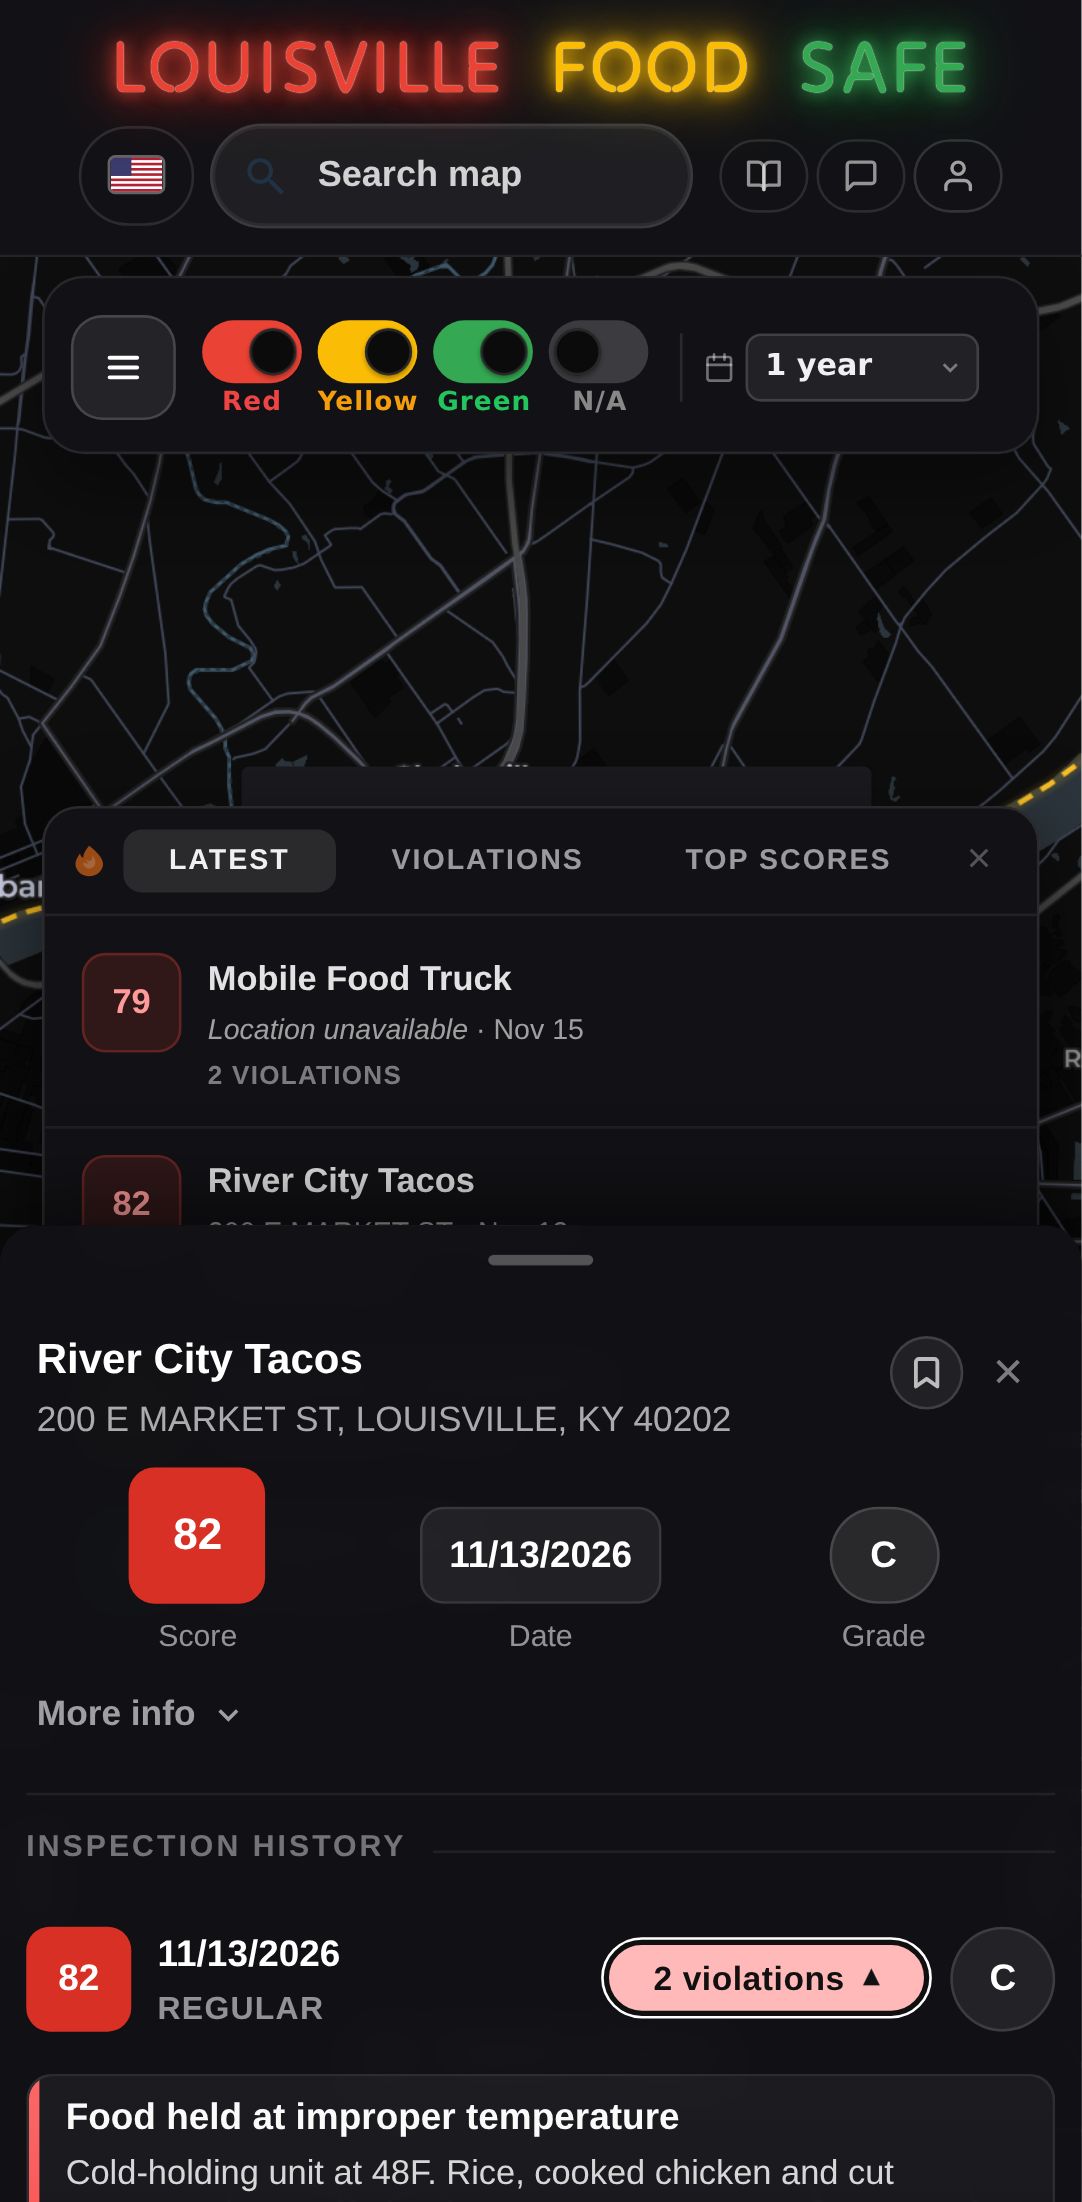 LOUISVILLE FOOD SAFE
Search map
Red Yellow Green N/A
1 year
LATEST VIOLATIONS TOP SCORES
79
Mobile Food Truck
Location unavailable · Nov 15
2 VIOLATIONS
82
River City Tacos
River City Tacos
200 E MARKET ST, LOUISVILLE, KY 40202
82 11/13/2026 C
Score Date Grade
More info
INSPECTION HISTORY
82
11/13/2026
REGULAR
2 violations ▲
C
Food held at improper temperature
Cold-holding unit at 48F. Rice, cooked chicken and cut